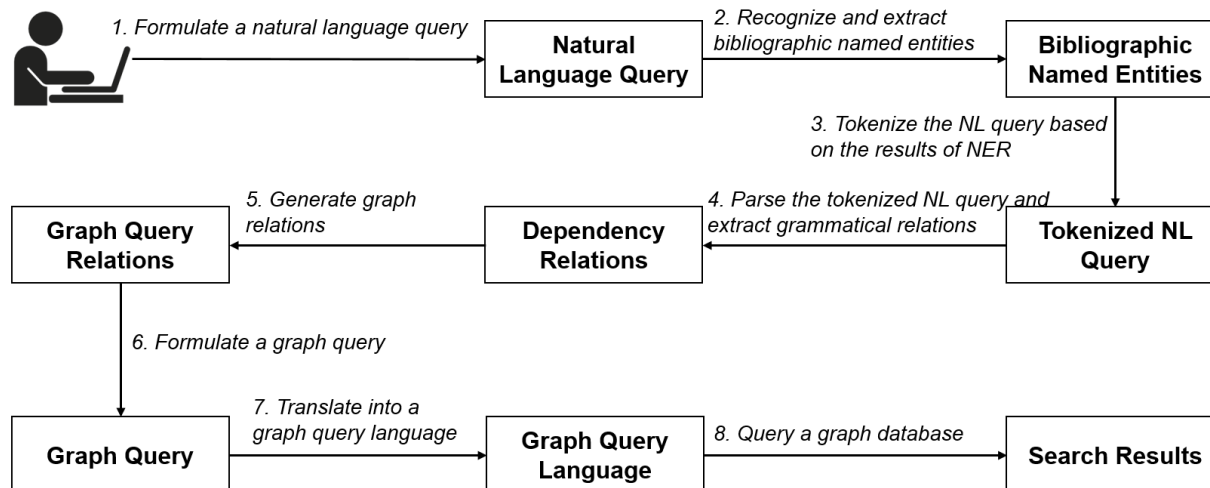 1. Formulate a natural language query
Natural
Language Query
2. Recognize and extract
bibliographic named entities
Bibliographic
Named Entities
3. Tokenize the NL query based
on the results of NER
Tokenized NL
Query
4. Parse the tokenized NL query and
extract grammatical relations
Dependency
Relations
5. Generate graph
relations
Graph Query
Relations
6. Formulate a graph query
Graph Query
7. Translate into a
graph query language
Graph Query
Language
8. Query a graph database
Search Results